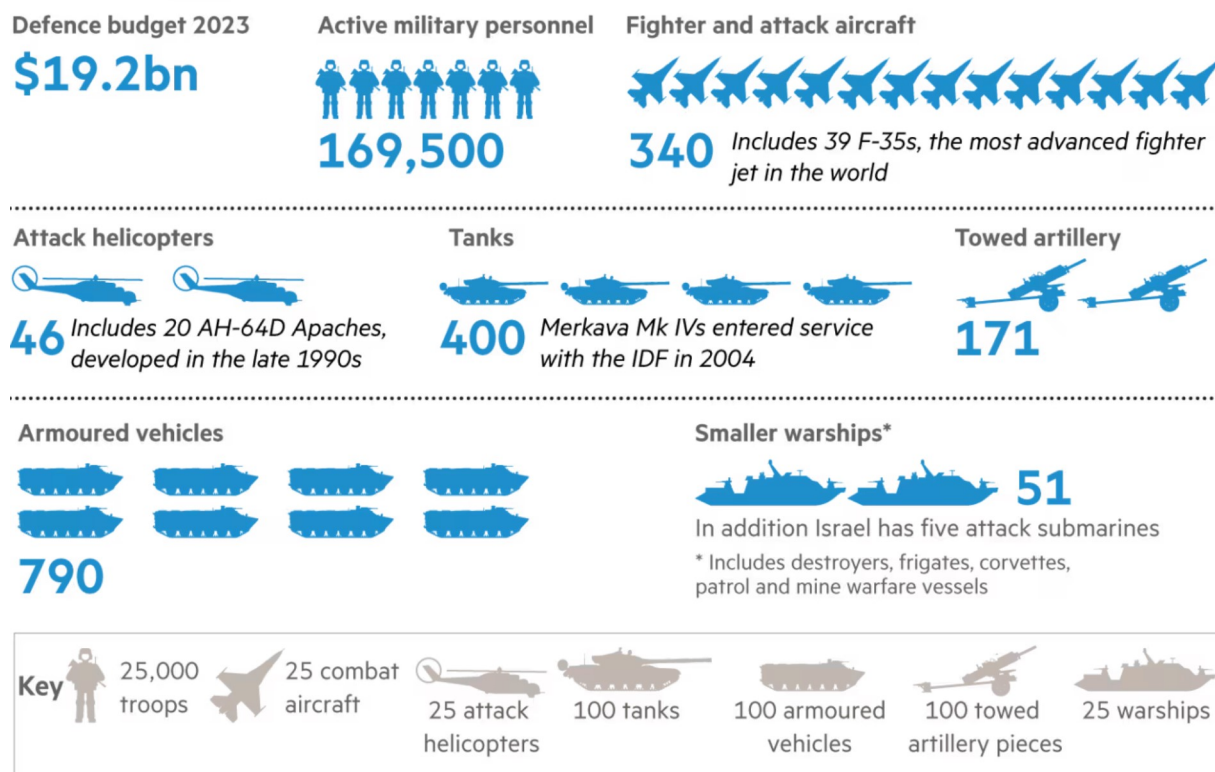 Defence budget 2023
$19.2bn
Active military personnel
169,500
Fighter and attack aircraft
340
Includes 39 F-35s, the most advanced fighter
jet in the world
Attack helicopters
46
Includes 20 AH-64D Apaches,
developed in the late 1990s
Tanks
400
Merkava Mk IVs entered service
with the IDF in 2004
Towed artillery
171
Armoured vehicles
790
Smaller warships*
51
In addition Israel has five attack submarines
* Includes destroyers, frigates, corvettes,
patrol and mine warfare vessels
Key
25,000
troops
25 combat
aircraft
25 attack
helicopters
100 tanks
100 armoured
vehicles
100 towed
artillery pieces
25 warships